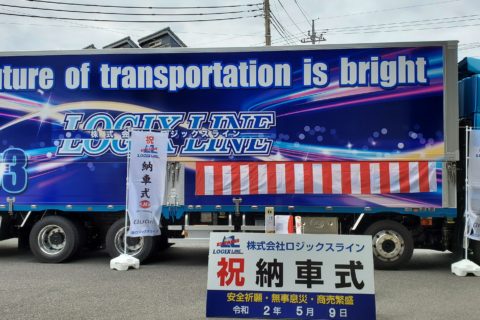 uture of transportation is bright
LOGIX LINE
株式会社ロジックスライン
3
祝
納車式
LOGIX LINE
株式会社ロジックスライン
祝 納車式
安全祈願・無事息災・商売繁盛
令和 2年 5月 9日